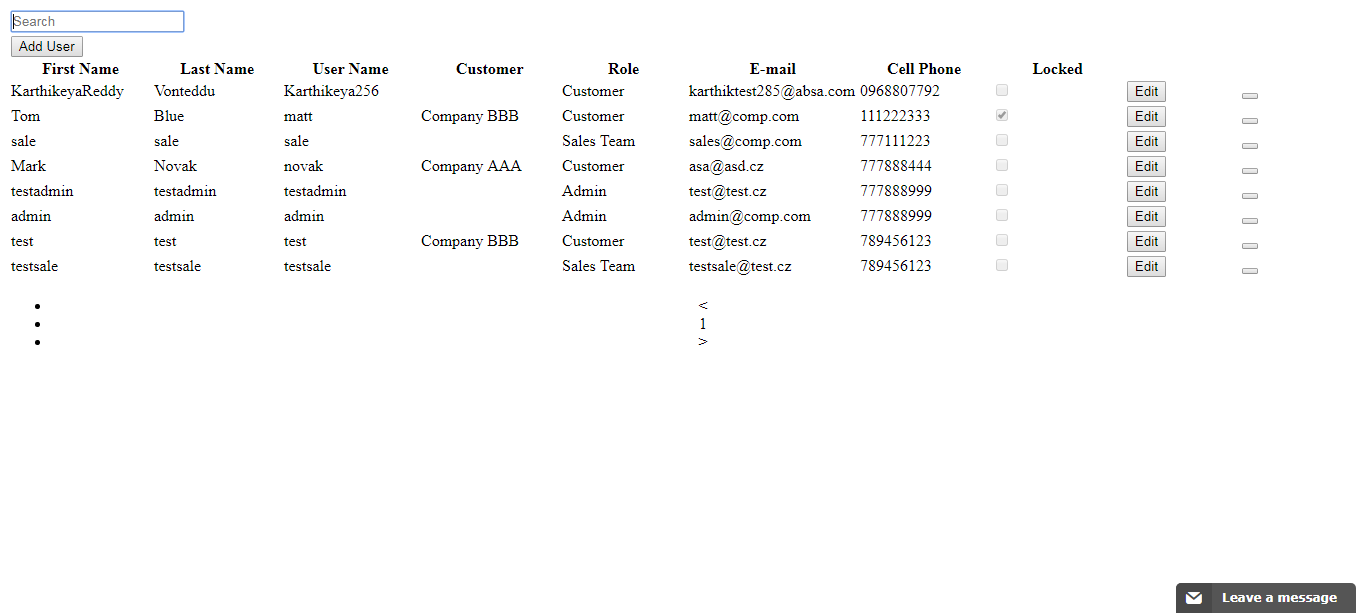 Search
Add User
First Name Last Name User Name Customer Role E-mail Cell Phone Locked
KarthikeyaReddy Vonteddu Karthikeya256 Customer karthiktest285@absa.com 0968807792 Edit
Tom Blue matt Company BBB Customer matt@comp.com 111222333 Edit
sale sale sale Sales Team sales@comp.com 777111223 Edit
Mark Novak novak Company AAA Customer asa@asd.cz 777888444 Edit
testadmin testadmin testadmin Admin test@test.cz 777888999 Edit
admin admin admin Admin admin@comp.com 777888999 Edit
test test test Company BBB Customer test@test.cz 789456123 Edit
testsale testsale testsale Sales Team testsale@test.cz 789456123 Edit
<
1
>
Leave a message